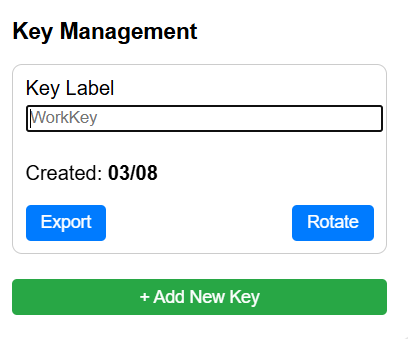 Key Management
Key Label
WorkKey
Created: 03/08
Export
Rotate
+ Add New Key